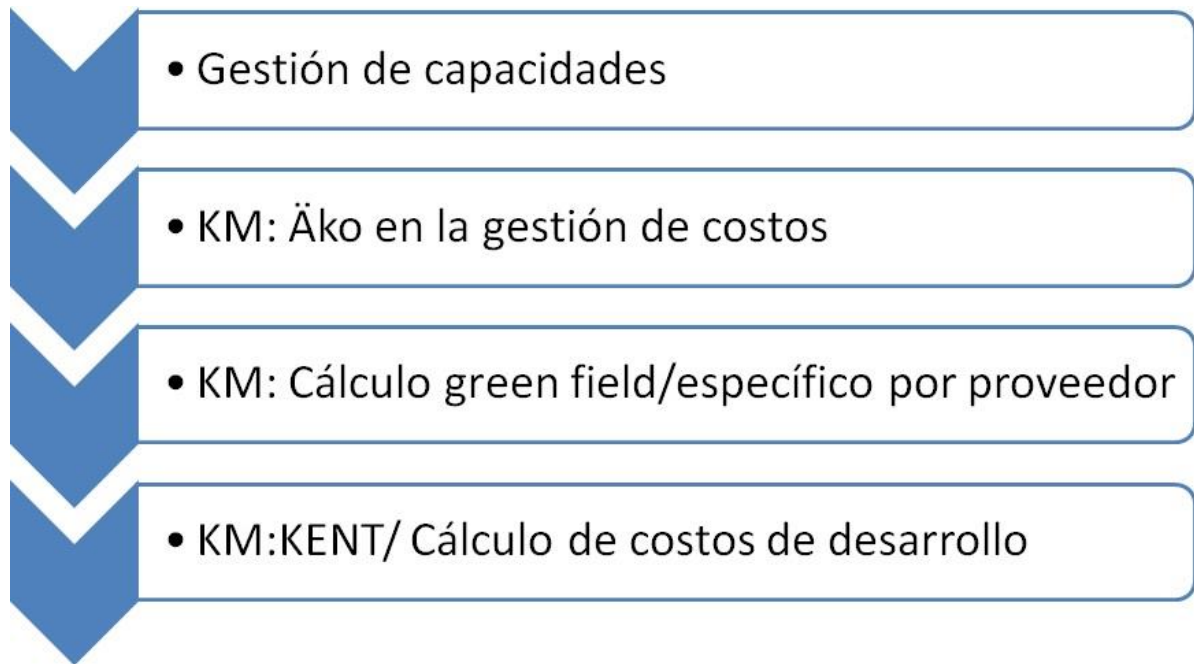 • Gestión de capacidades
• KM: Äko en la gestión de costos
• KM: Cálculo green field/específico por proveedor
• KM:KENT/ Cálculo de costos de desarrollo